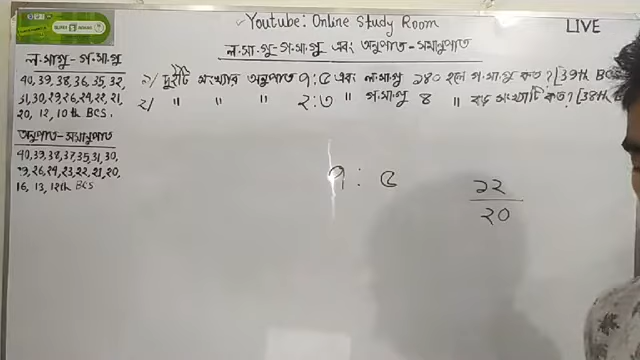 Youtube: Online Study Room
LIVE
ল.সা.গু-গ.সা.গু এবং অনুপাত-সমানুপাত
ল.সাগু - গ.সা.গু
40, 39, 38, 36, 35, 32,
31, 30, 29, 26, 24, 22, 21,
20, 12, 10th BCS.
অনুপাত-সমানুপাত
40, 39, 38, 37, 35, 31, 30,
29, 26, 24, 23, 22, 21, 20,
16, 13, 12th BCS
১/ দুইটি সংখ্যার অনুপাত ৭:৫ এবং ল.সা.গু ১৪০ হলে গ.সা.গু কত? [39th BCS
২/ " " " ২:৩ " গ.সা.গু ৪ " বড় সংখ্যাটি কত? [38th
৭ : ৫
১২
২০